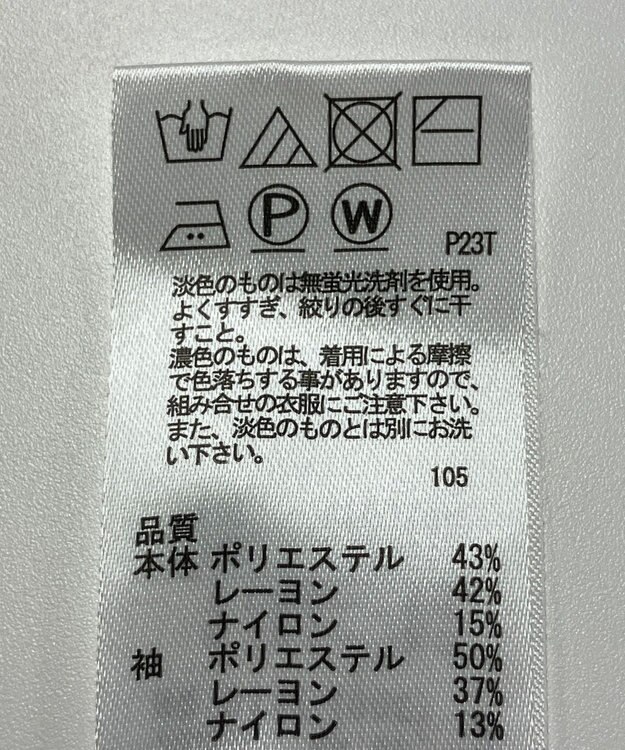 P W
P23T
淡色のものは無蛍光洗剤を使用。
よくすすぎ、絞りの後すぐに干
すこと。
濃色のものは、着用による摩擦
で色落ちする事がありますので、
組み合せの衣服にご注意下さい。
また、淡色のものとは別にお洗
い下さい。
105
品質
本体 ポリエステル 43%
レーヨン 42%
ナイロン 15%
袖 ポリエステル 50%
レーヨン 37%
ナイロン 13%